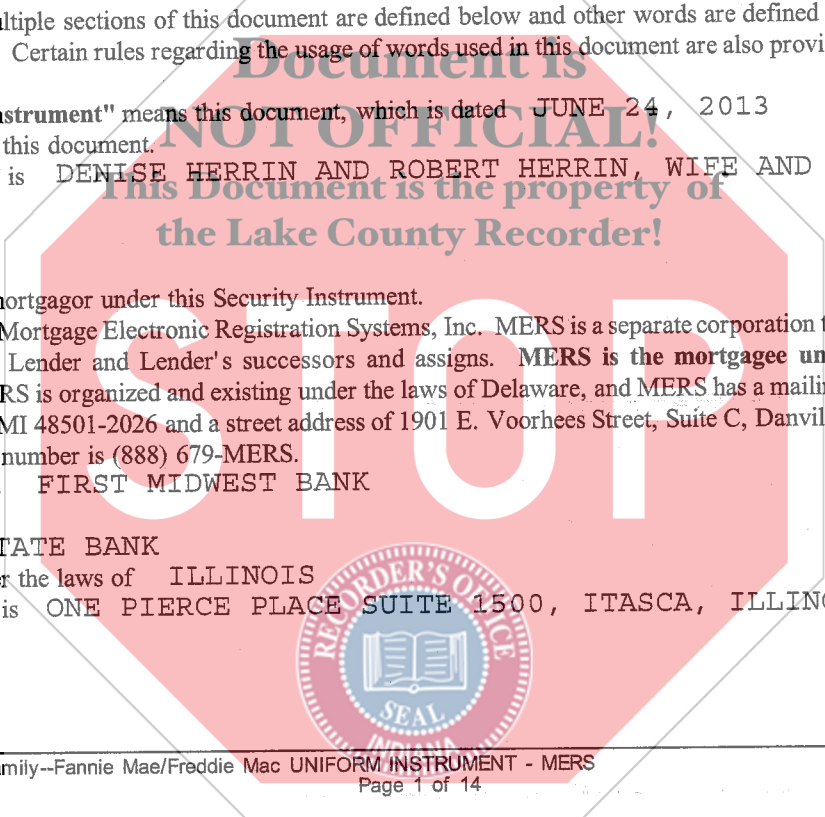 ltiple sections of this document are defined below and other words are defined
Certain rules regarding the usage of words used in this document are also provi
Document is
nstrument" means this document, which is dated JUNE 24, 2013
NOT OFFICIAL!
this document.
is DENISE HERRIN AND ROBERT HERRIN, WIFE AND
This Document is the property of
the Lake County Recorder!
nortgagor under this Security Instrument.
Mortgage Electronic Registration Systems, Inc. MERS is a separate corporation t
Lender and Lender's successors and assigns. MERS is the mortgagee un
RS is organized and existing under the laws of Delaware, and MERS has a mailin
MI 48501-2026 and a street address of 1901 E. Voorhees Street, Suite C, Danvil
number is (888) 679-MERS.
STOP
FIRST MIDWEST BANK
TATE BANK
r the laws of ILLINOIS
is ONE PIERCE PLACE SUITE 1500, ITASCA, ILLINO
RECORDER'S OFFICE
SEAL
INDIANA
mily--Fannie Mae/Freddie Mac UNIFORM INSTRUMENT - MERS
Page 1 of 14